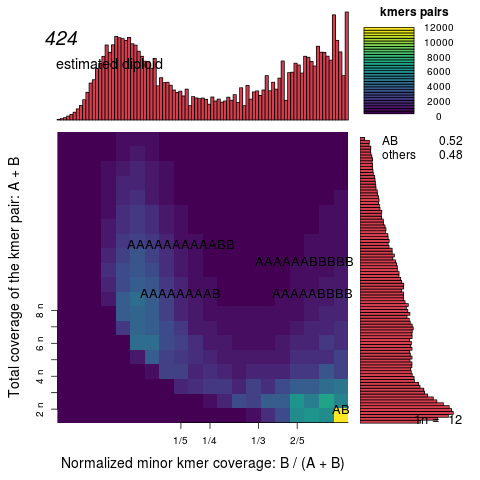 424
estimated diploid
kmers pairs
12000
10000
8000
6000
4000
2000
0
AB 0.52
others 0.48
AAAAAAAAAABB
AAAAAABBBBB
AAAAAAAAB
AAAAABBBB
AB
1n = 12
Total coverage of the kmer pair: A + B
8 n
6 n
4 n
2 n
1/5
1/4
1/3
2/5
Normalized minor kmer coverage: B / (A + B)